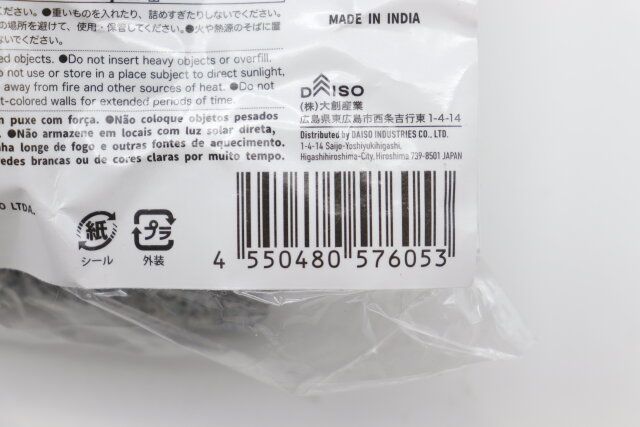 ください。●重いものを入れたり、詰めすぎたりしないでください。
の場所を避けて、使用・保管してください。●火や熱源のそばに置
ないでください。
ed objects. ●Do not insert heavy objects or overfill.
o not use or store in a place subject to direct sunlight,
away from fire and other sources of heat. ●Do not
t-colored walls for extended periods of time.
m puxe com força. ●Não coloque objetos pesados
●Não armazene em locais com luz solar direta,
nha longe de fogo e outras fontes de aquecimento.
redes brancas ou de cores claras por muito tempo.
O LTDA.
MADE IN INDIA
DAISO
(株)大創産業
広島県東広島市西条吉行東1-4-14
Distributed by DAISO INDUSTRIES CO., LTD.
1-4-14 Saijo-Yoshiyukihigashi,
Higashihiroshima-City, Hiroshima 739-8501 JAPAN
紙
シール
プラ
外装
4 550480 576053